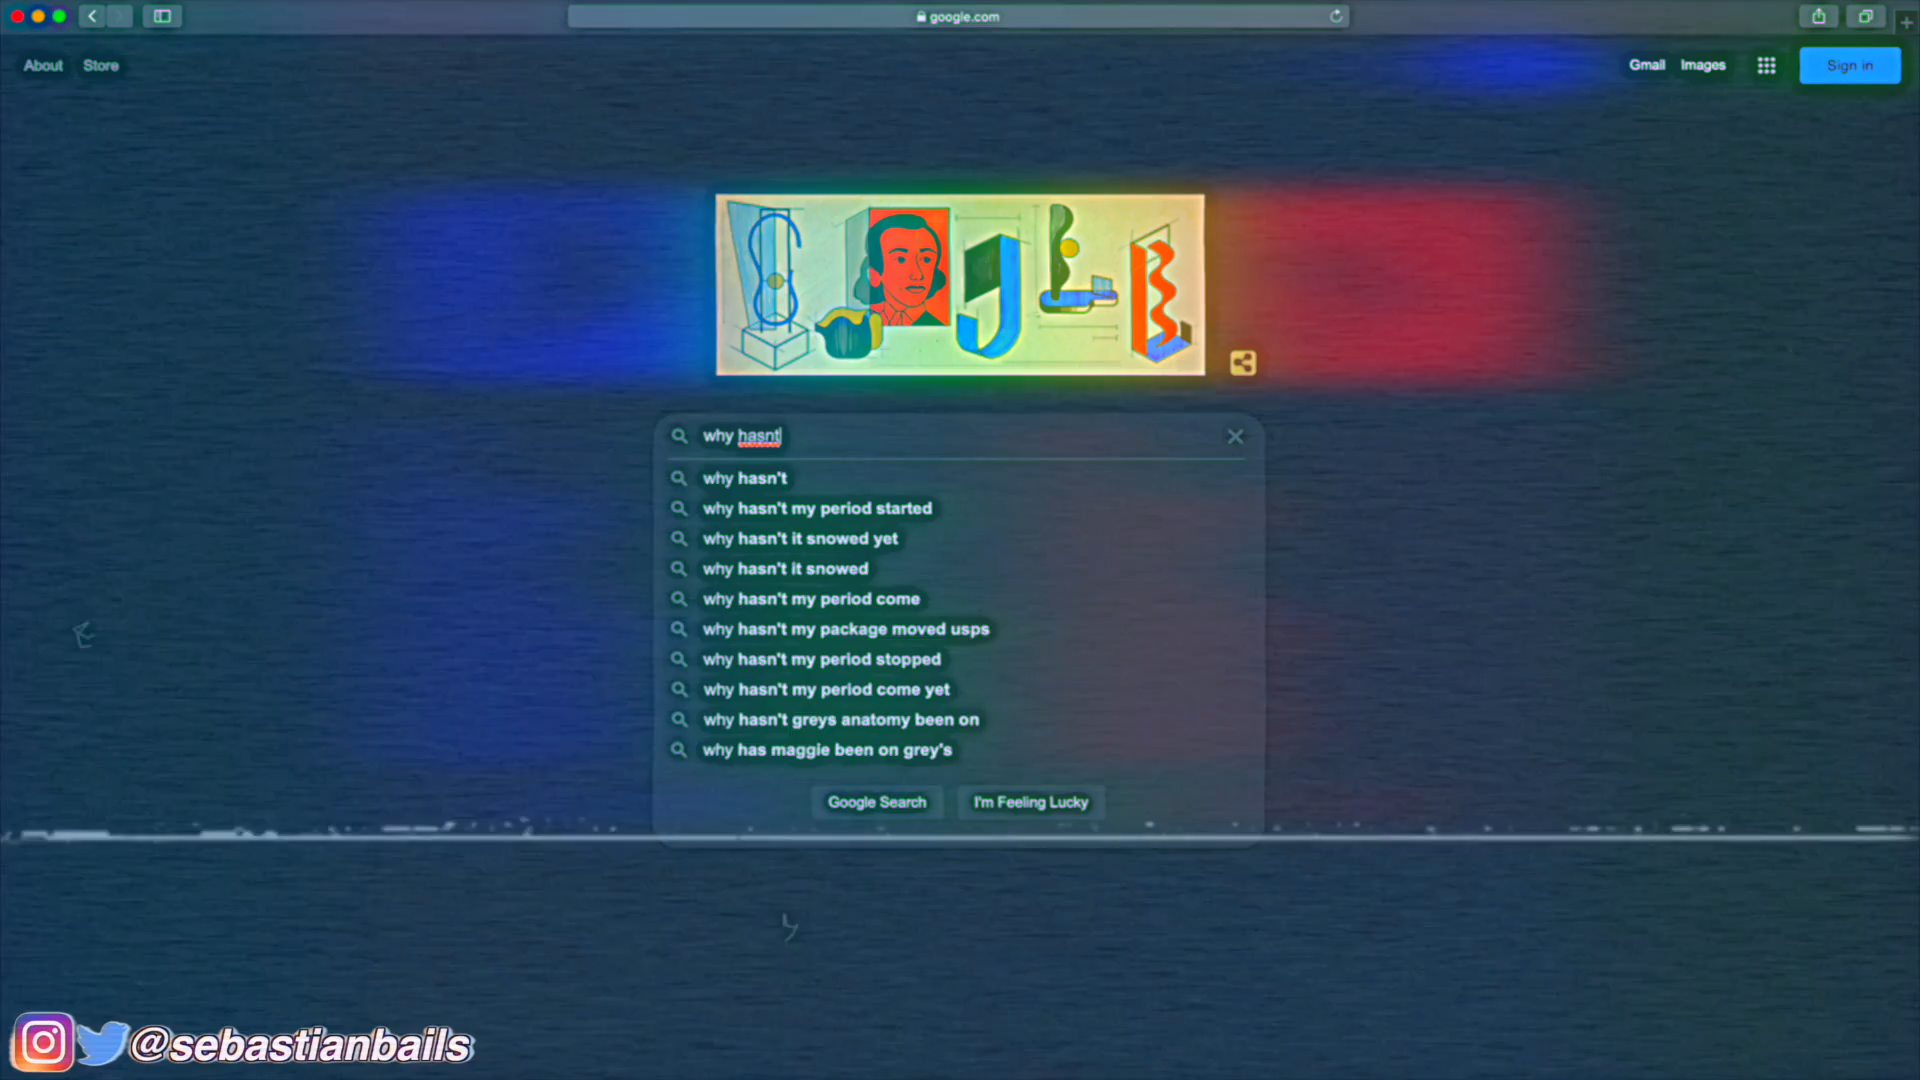 google.com
About Store
Gmail Images Sign in
why hasnt
why hasn't
why hasn't my period started
why hasn't it snowed yet
why hasn't it snowed
why hasn't my period come
why hasn't my package moved usps
why hasn't my period stopped
why hasn't my period come yet
why hasn't greys anatomy been on
why has maggie been on grey's
Google Search I'm Feeling Lucky
@sebastianbails